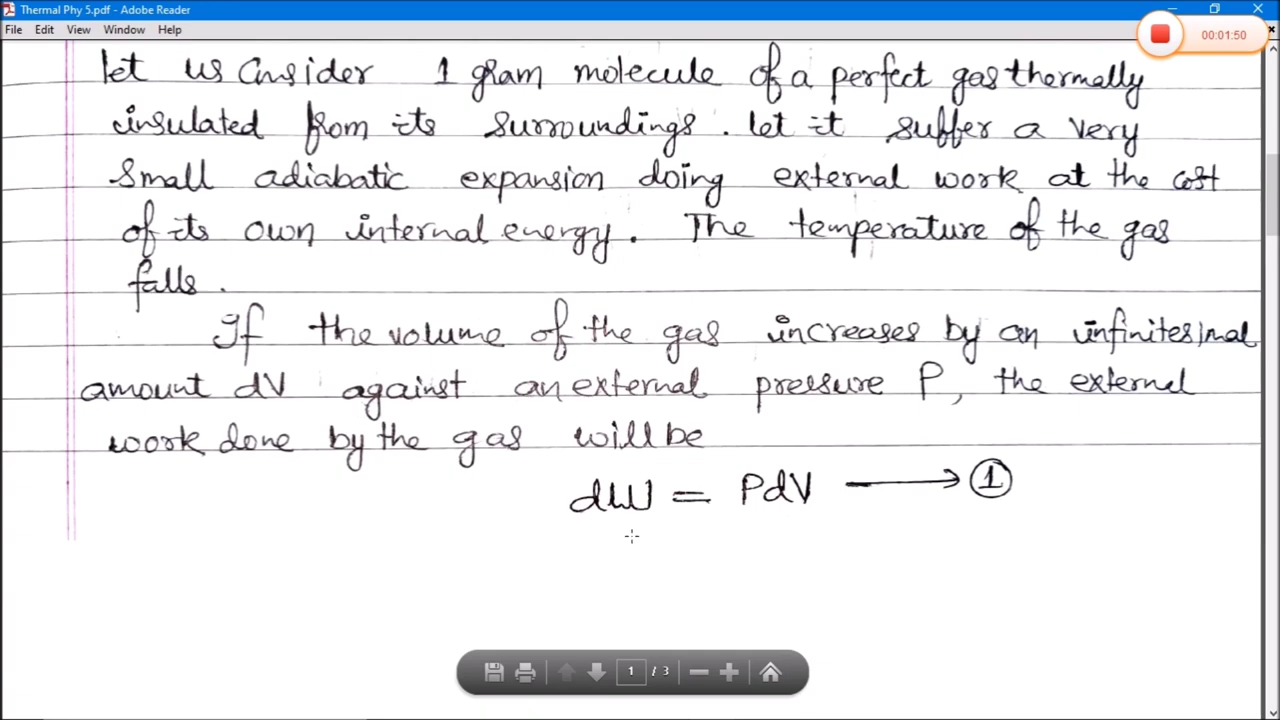 Thermal Phy 5.pdf - Adobe Reader
File Edit View Window Help
00:01:50
let us Consider 1 gram molecule of a perfect gas thermally
insulated from its surroundings. let it suffer a very
small adiabatic expansion doing external work at the cost
of its own internal energy. The temperature of the gas
falls.
If the volume of the gas increases by an infinitesimal
amount dV against an external pressure P, the external
work done by the gas will be
dW = PdV ⟶ ①
1 / 3